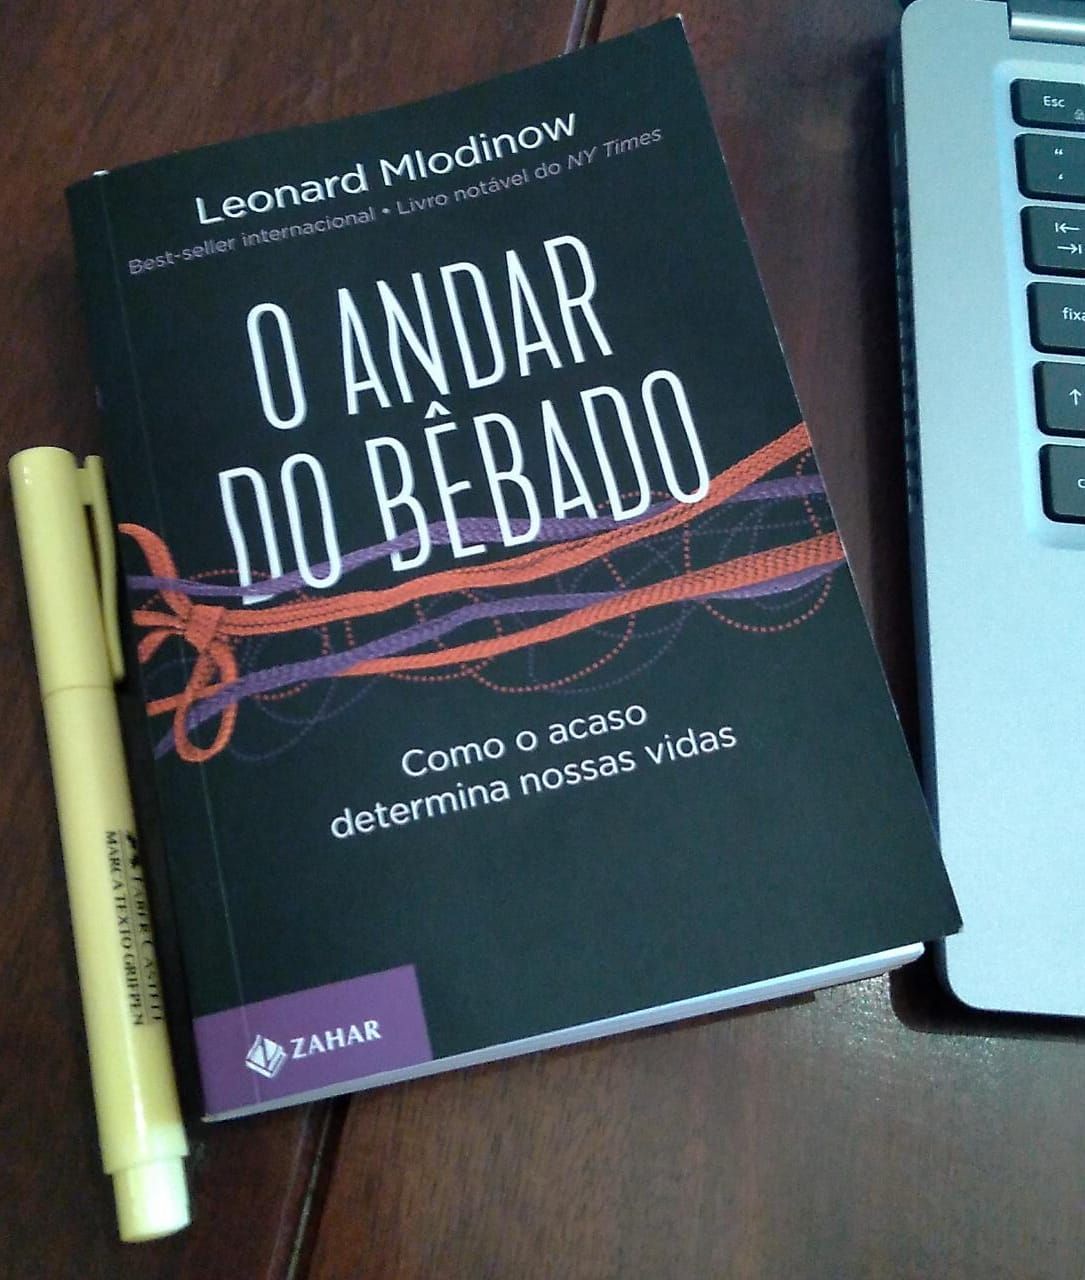 Leonard Mlodinow
Best-seller internacional • Livro notável do NY Times
O ANDAR
DO BÊBADO
Como o acaso
determina nossas vidas
ZAHAR
FABER-CASTELL
MARCA TEXTO GRIFPEN
Esc
fixa